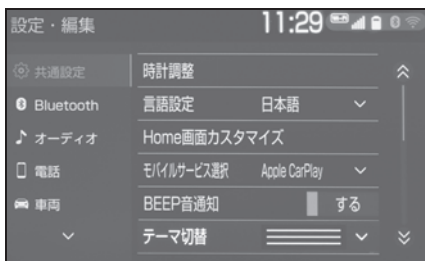 設定・編集 11:29
共通設定
Bluetooth
オーディオ
電話
車両
時計調整
言語設定 日本語
Home画面カスタマイズ
モバイルサービス選択 Apple CarPlay
BEEP音通知 する
テーマ切替